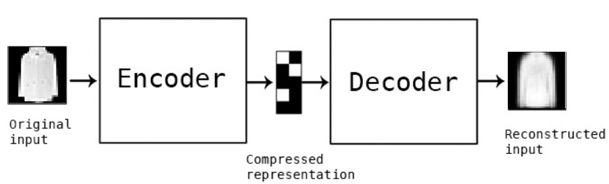 Encoder
Decoder
Original
input
Compressed
representation
Reconstructed
input